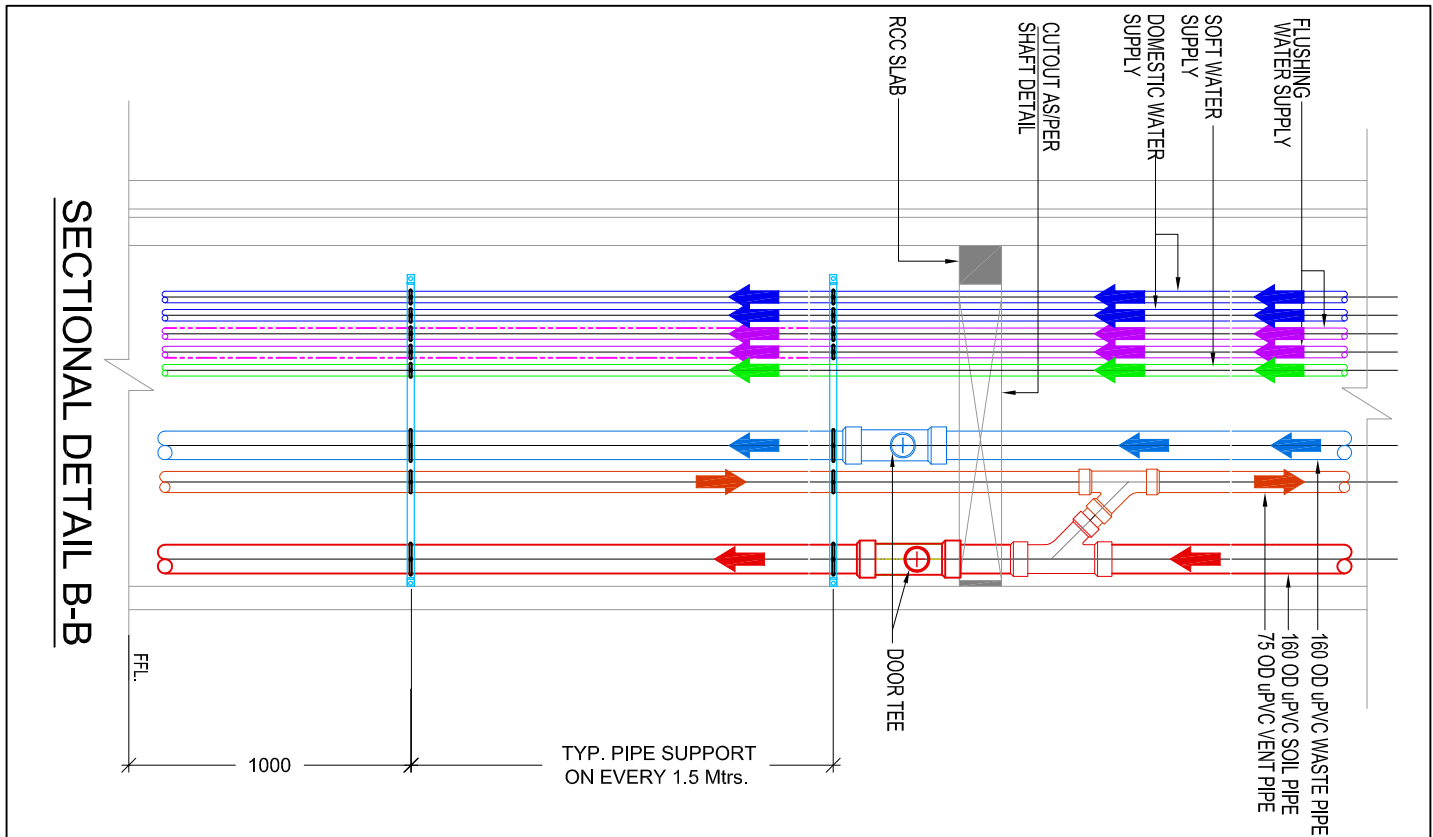 FLUSHING
WATER SUPPLY
SOFT WATER
SUPPLY
DOMESTIC WATER
SUPPLY
CUTOUT AS/PER
SHAFT DETAIL
RCC SLAB
160 OD uPVC WASTE PIPE
160 OD uPVC SOIL PIPE
75 OD uPVC VENT PIPE
DOOR TEE
TYP. PIPE SUPPORT
ON EVERY 1.5 Mtrs.
1000
FFL.
SECTIONAL DETAIL B-B